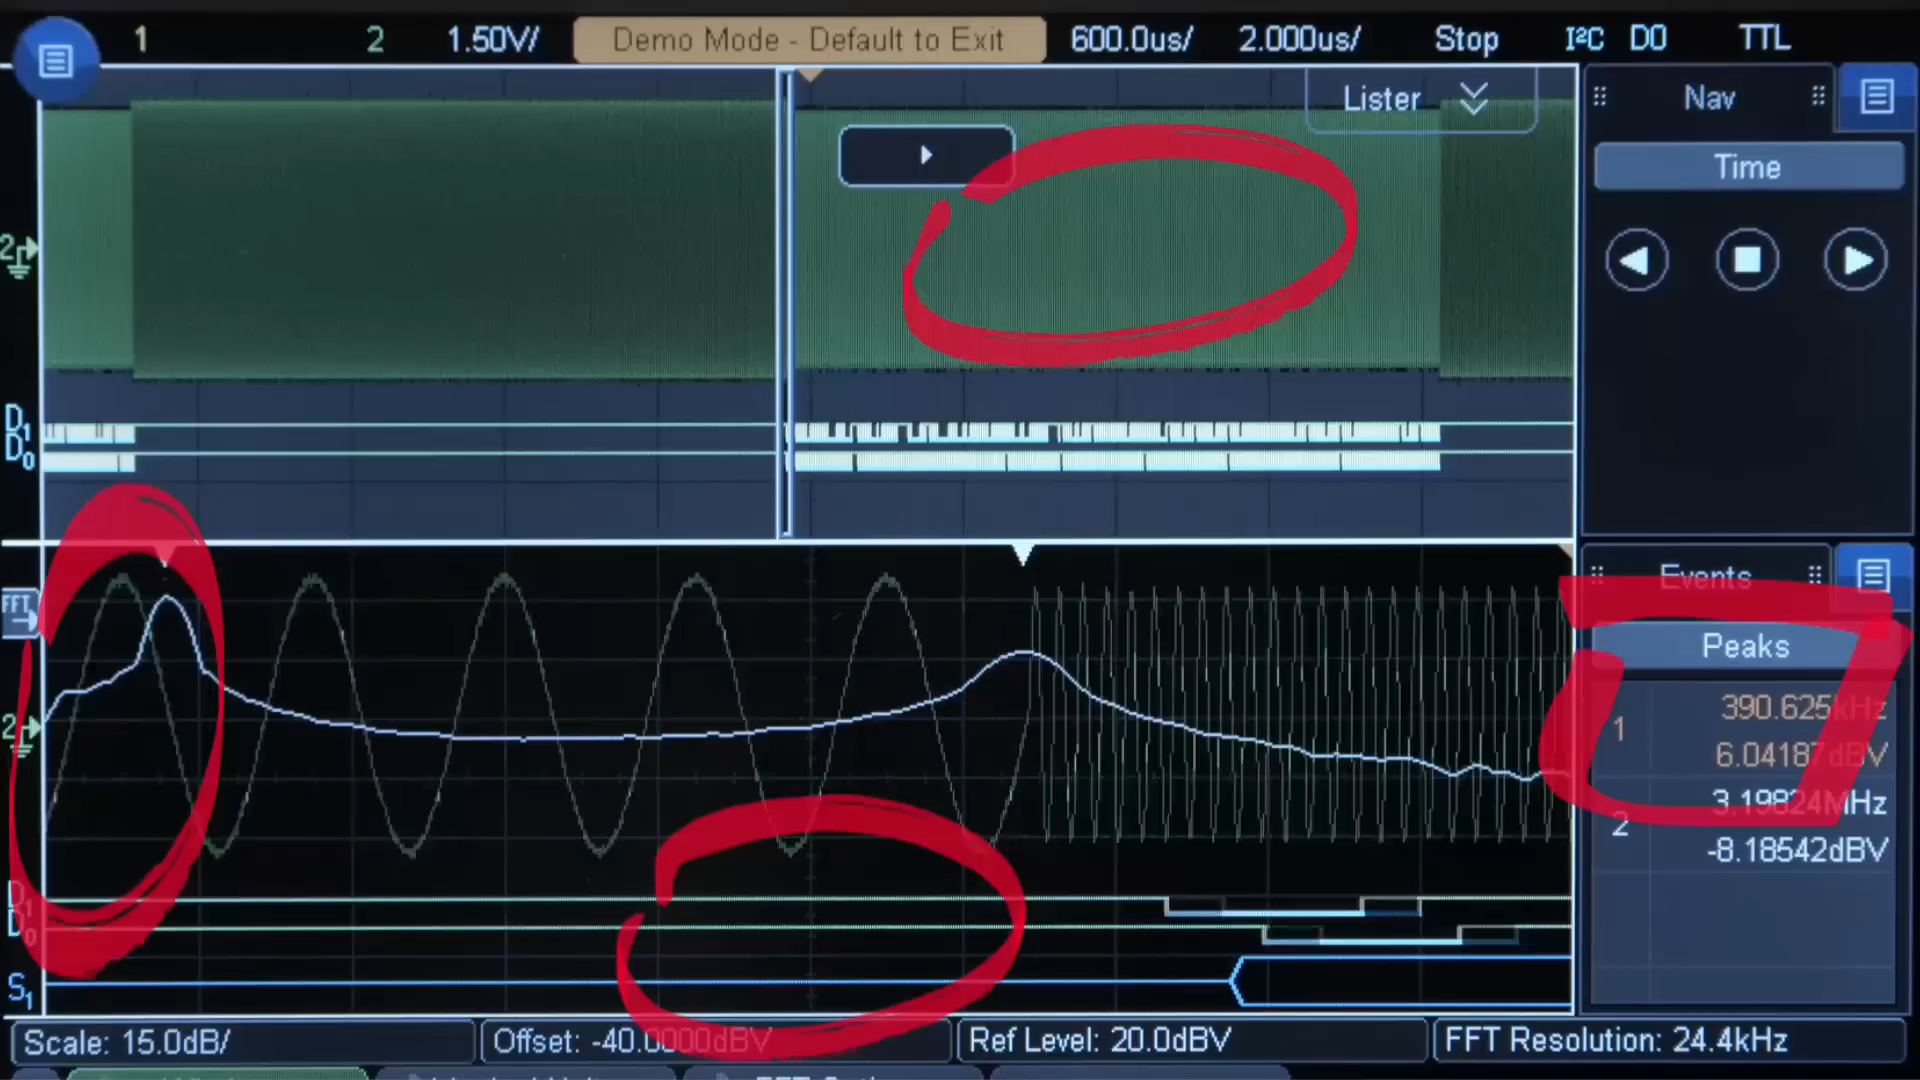 1 2 1.50V/ Demo Mode - Default to Exit 600.0us/ 2.000us/ Stop I²C D0 TTL
Lister
Nav
Time
2
D1
D0
FFT
Events
Peaks
1 390.625kHz
6.04187dBV
2 3.19824MHz
-8.18542dBV
2
D1
D0
S1
Scale: 15.0dB/ Offset: -40.0000dBV Ref Level: 20.0dBV FFT Resolution: 24.4kHz